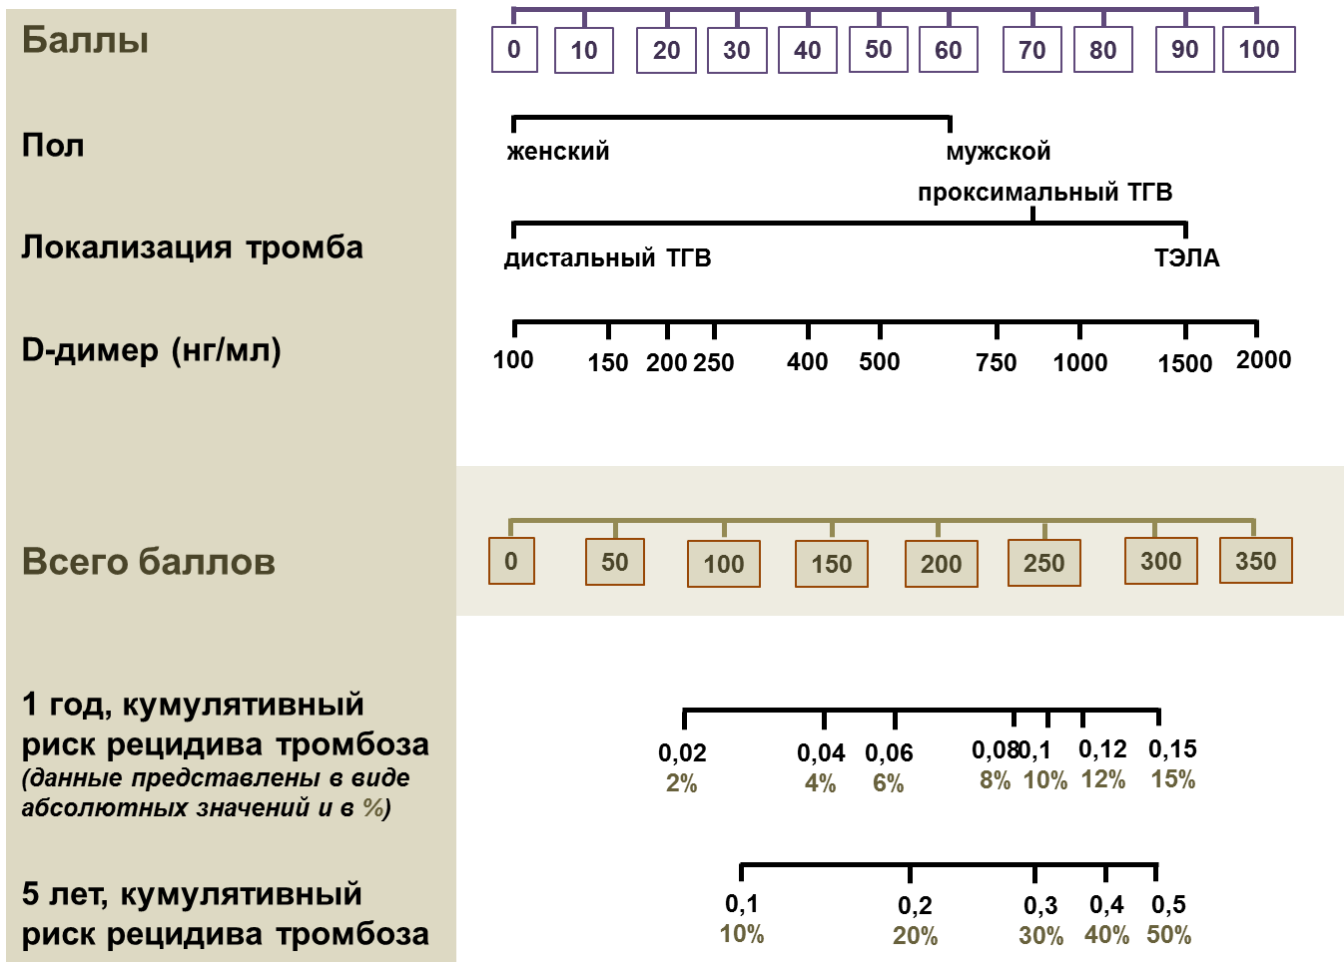 Баллы
0 10 20 30 40 50 60 70 80 90 100
Пол
женский мужской
проксимальный ТГВ
Локализация тромба
дистальный ТГВ ТЭЛА
D-димер (нг/мл)
100 150 200 250 400 500 750 1000 1500 2000
Всего баллов
0 50 100 150 200 250 300 350
1 год, кумулятивный
риск рецидива тромбоза
(данные представлены в виде
абсолютных значений и в %)
0,02 0,04 0,06 0,08 0,1 0,12 0,15
2% 4% 6% 8% 10% 12% 15%
5 лет, кумулятивный
риск рецидива тромбоза
0,1 0,2 0,3 0,4 0,5
10% 20% 30% 40% 50%